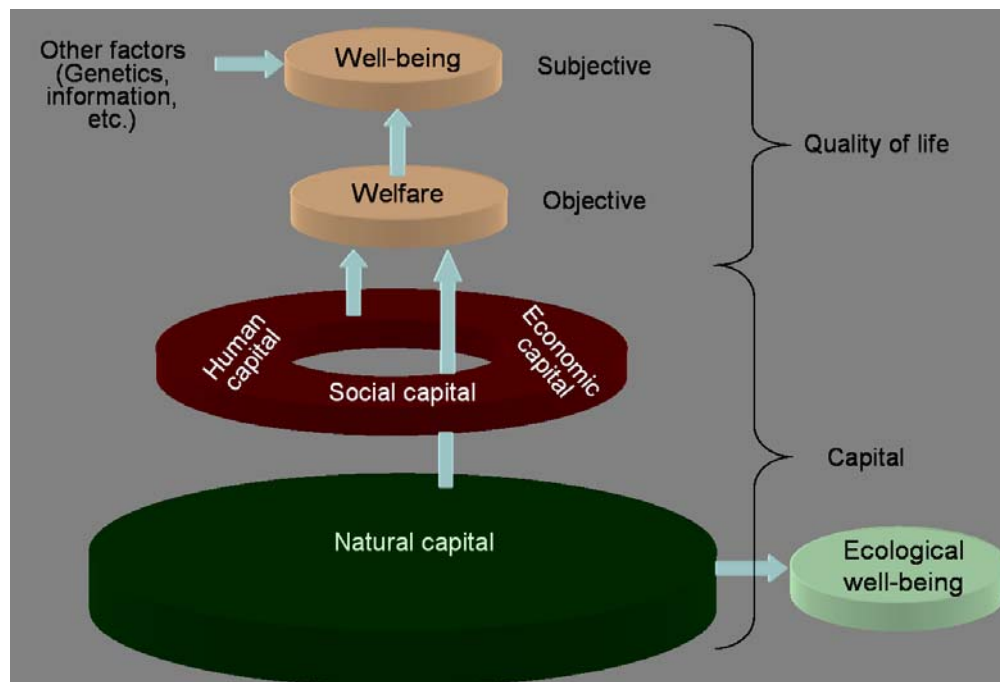 Other factors
(Genetics,
information,
etc.)
Well-being
Subjective
Quality of life
Welfare
Objective
Human
capital
Social capital
Economic
capital
Capital
Natural capital
Ecological
well-being